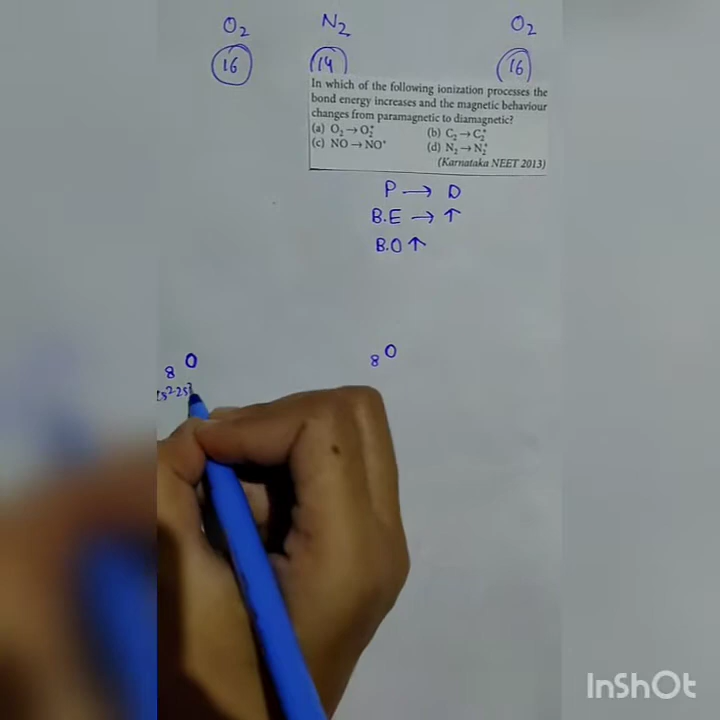 O₂ N₂ O₂
16 14 16
In which of the following ionization processes the
bond energy increases and the magnetic behaviour
changes from paramagnetic to diamagnetic?
(a) O₂ → O₂⁺ (b) C₂ → C₂⁺
(c) NO → NO⁺ (d) N₂ → N₂⁺
(Karnataka NEET 2013)
P → D
B.E → ↑
B.O ↑
₈O ₈O
1s² 2s²
InShOt